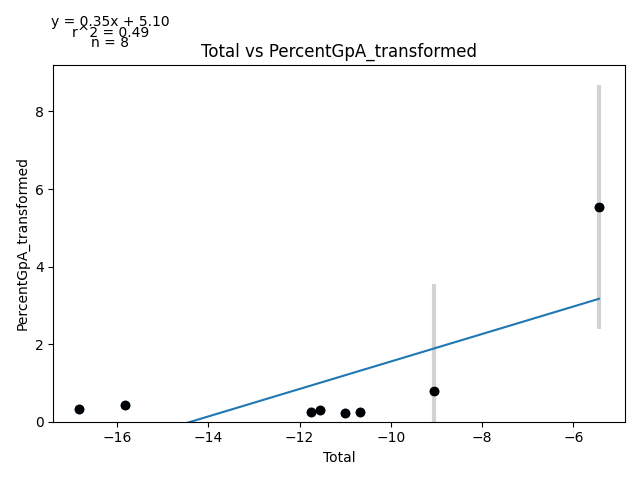 y = 0.35x + 5.10
r^2 = 0.49
n = 8
Total vs PercentGpA_transformed
PercentGpA_transformed
8
6
4
2
0
−16
−14
−12
−10
−8
−6
Total